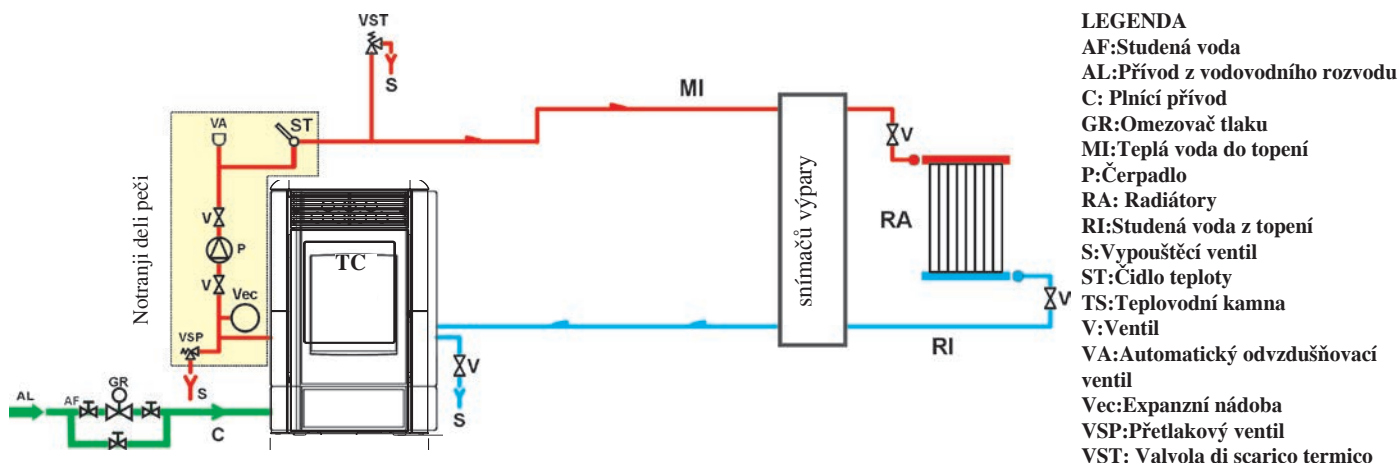 VST
S
MI
VA
ST
V
Notranji deli peči
V
P
V
Vec
VSP
S
TC
snímačů výpary
RA
V
RI
V
S
AL
AF
GR
C
LEGENDA
AF:Studená voda
AL:Přívod z vodovodního rozvodu
C: Plnící přívod
GR:Omezovač tlaku
MI:Teplá voda do topení
P:Čerpadlo
RA: Radiátory
RI:Studená voda z topení
S:Vypouštěcí ventil
ST:Čidlo teploty
TS:Teplovodní kamna
V:Ventil
VA:Automatický odvzdušňovací
ventil
Vec:Expanzní nádoba
VSP:Přetlakový ventil
VST: Valvola di scarico termico